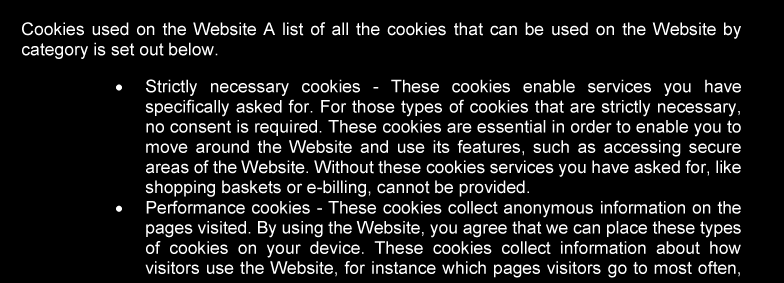 Cookies used on the Website A list of all the cookies that can be used on the Website by
category is set out below.
• Strictly necessary cookies - These cookies enable services you have
specifically asked for. For those types of cookies that are strictly necessary,
no consent is required. These cookies are essential in order to enable you to
move around the Website and use its features, such as accessing secure
areas of the Website. Without these cookies services you have asked for, like
shopping baskets or e-billing, cannot be provided.
• Performance cookies - These cookies collect anonymous information on the
pages visited. By using the Website, you agree that we can place these types
of cookies on your device. These cookies collect information about how
visitors use the Website, for instance which pages visitors go to most often,